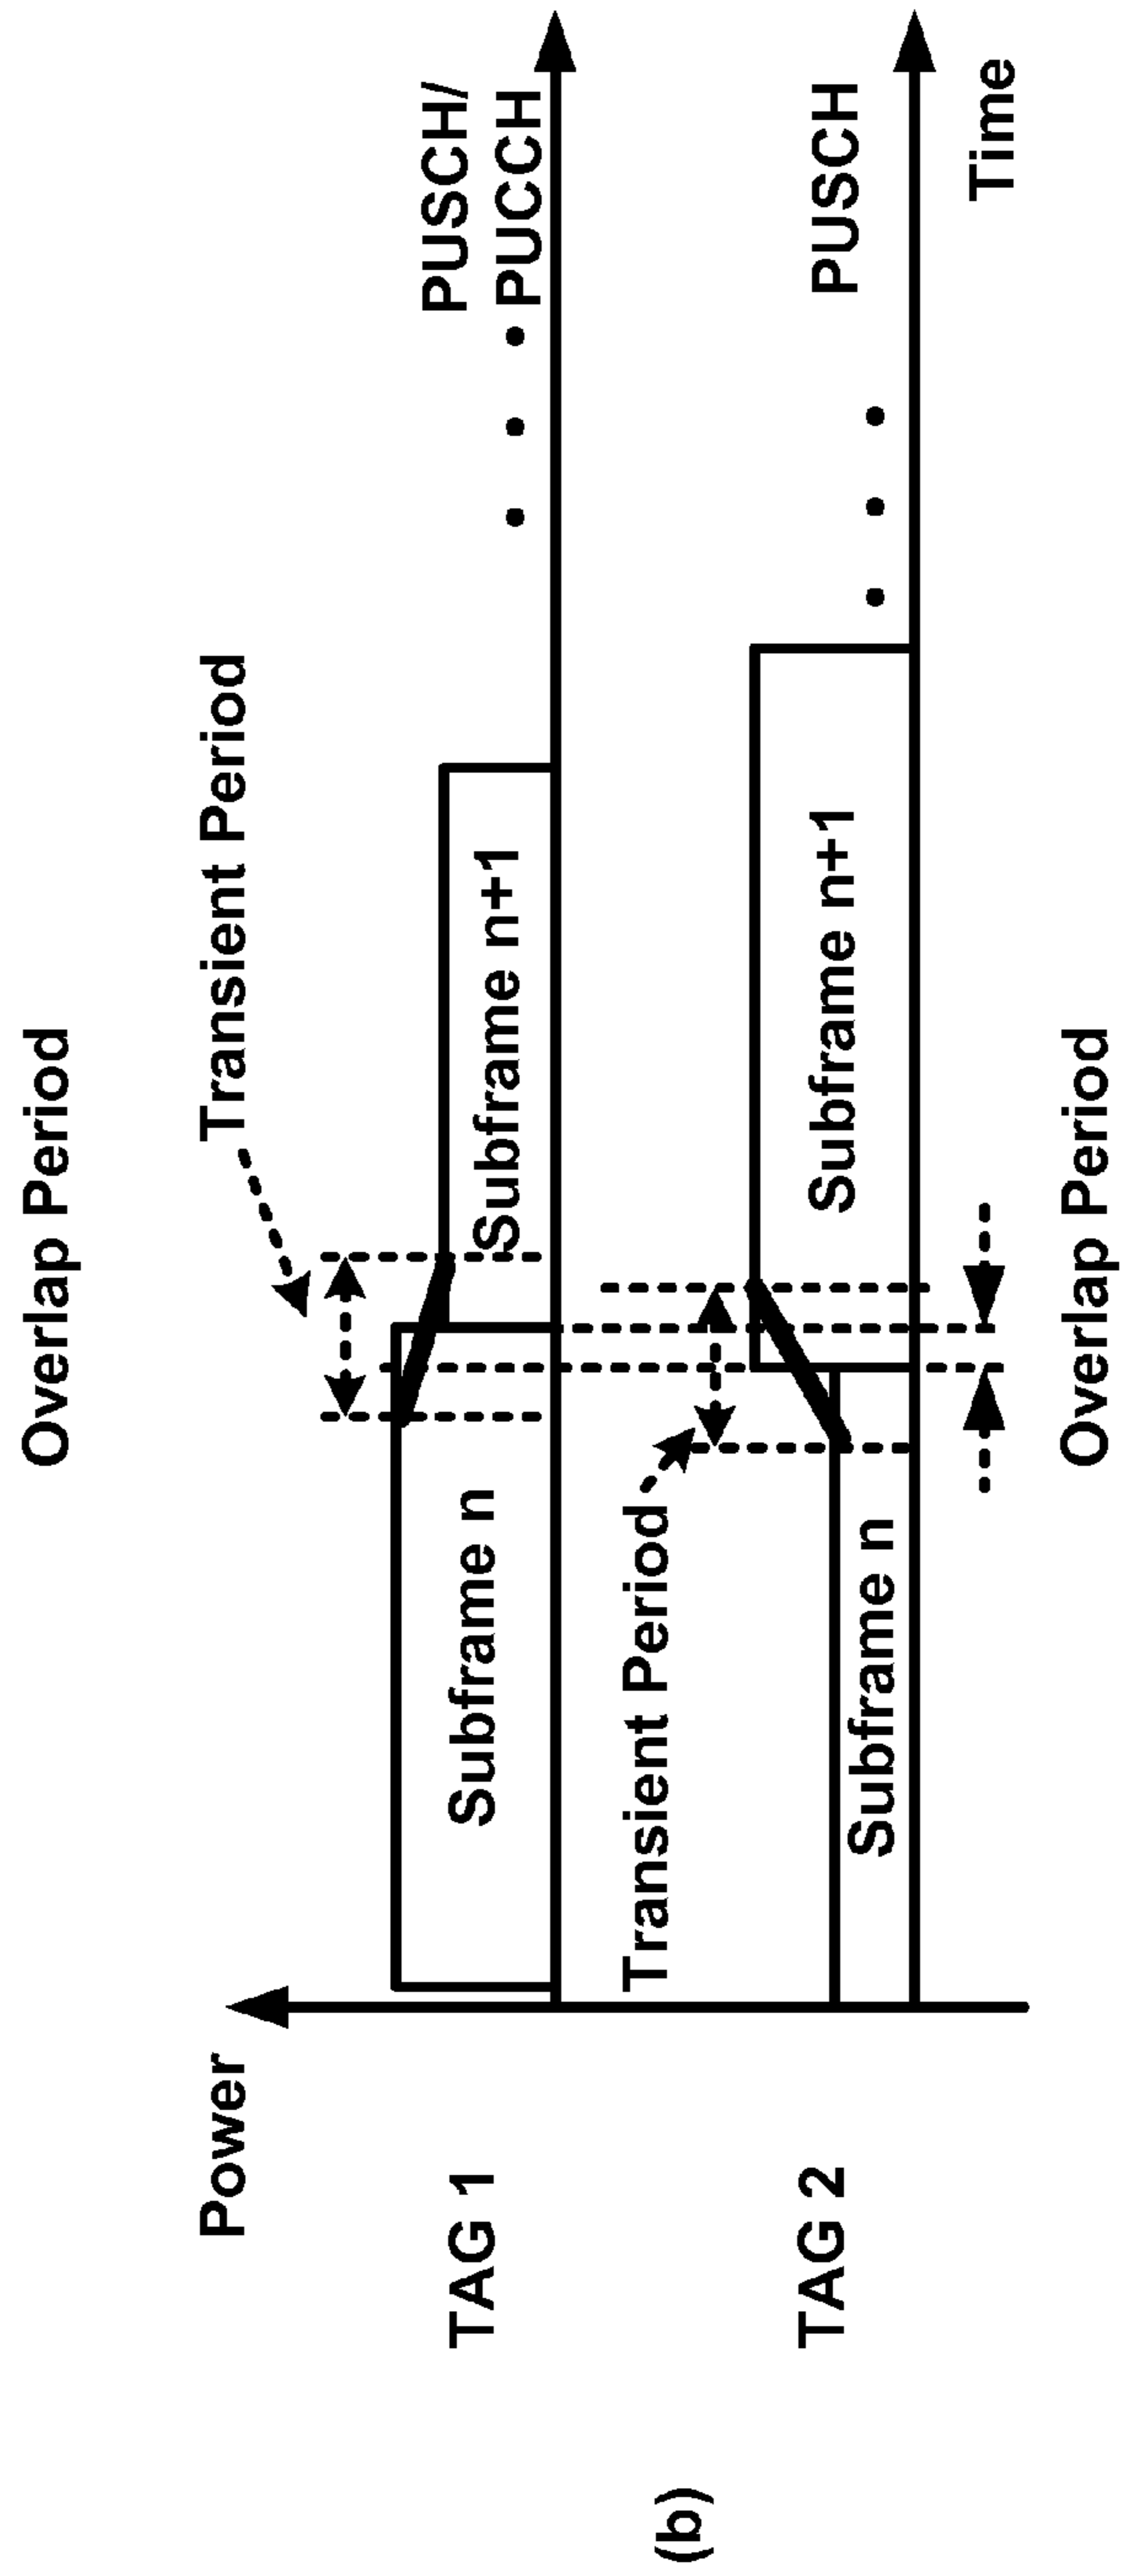 Overlap Period
Power
Transient Period
TAG 1
Subframe n
Subframe n+1
PUSCH/
PUCCH
Transient Period
TAG 2
Subframe n
Subframe n+1
PUSCH
Time
Overlap Period
(b)